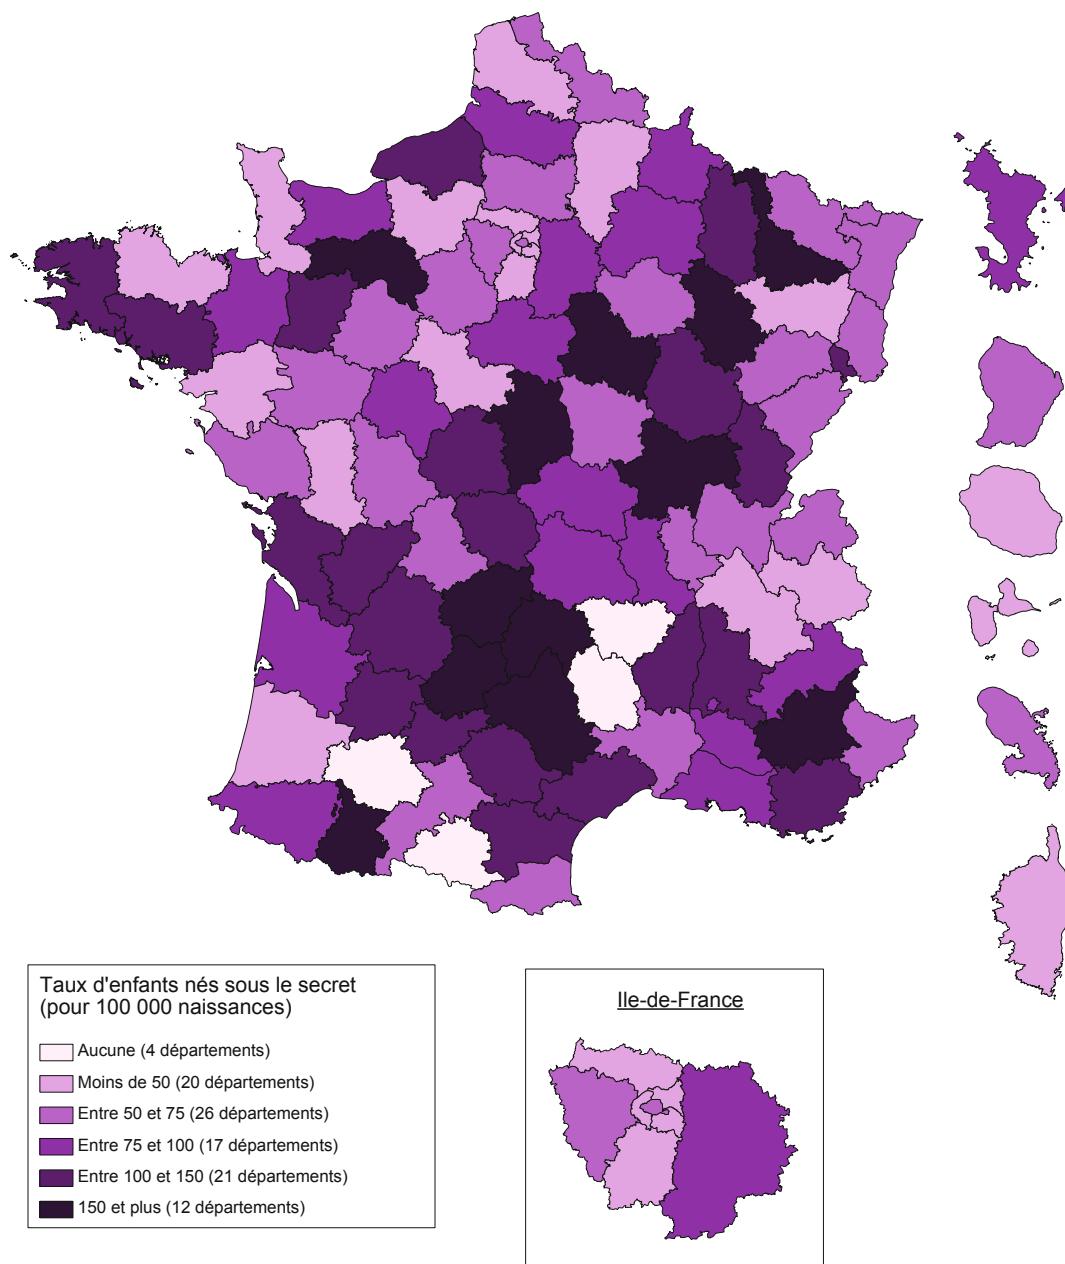 Taux d'enfants nés sous le secret
(pour 100 000 naissances)
Aucune (4 départements)
Moins de 50 (20 départements)
Entre 50 et 75 (26 départements)
Entre 75 et 100 (17 départements)
Entre 100 et 150 (21 départements)
150 et plus (12 départements)
Ile-de-France